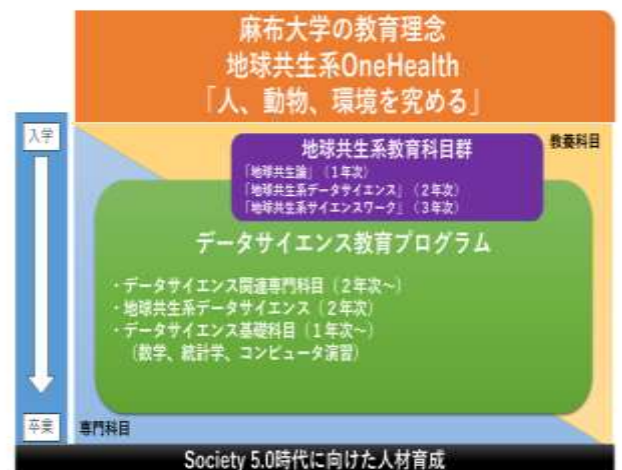 麻布大学の教育理念
地球共生系OneHealth
「人、動物、環境を究める」
入学
教養科目
地球共生系教育科目群
「地球共生論」（１年次）
「地球共生系データサイエンス」（２年次）
「地球共生系サイエンスワーク」（３年次）
データサイエンス教育プログラム
・データサイエンス関連専門科目（２年次～）
・地球共生系データサイエンス（２年次）
・データサイエンス基礎科目（１年次～）
（数学、統計学、コンピュータ演習）
卒業
専門科目
Society 5.0時代に向けた人材育成